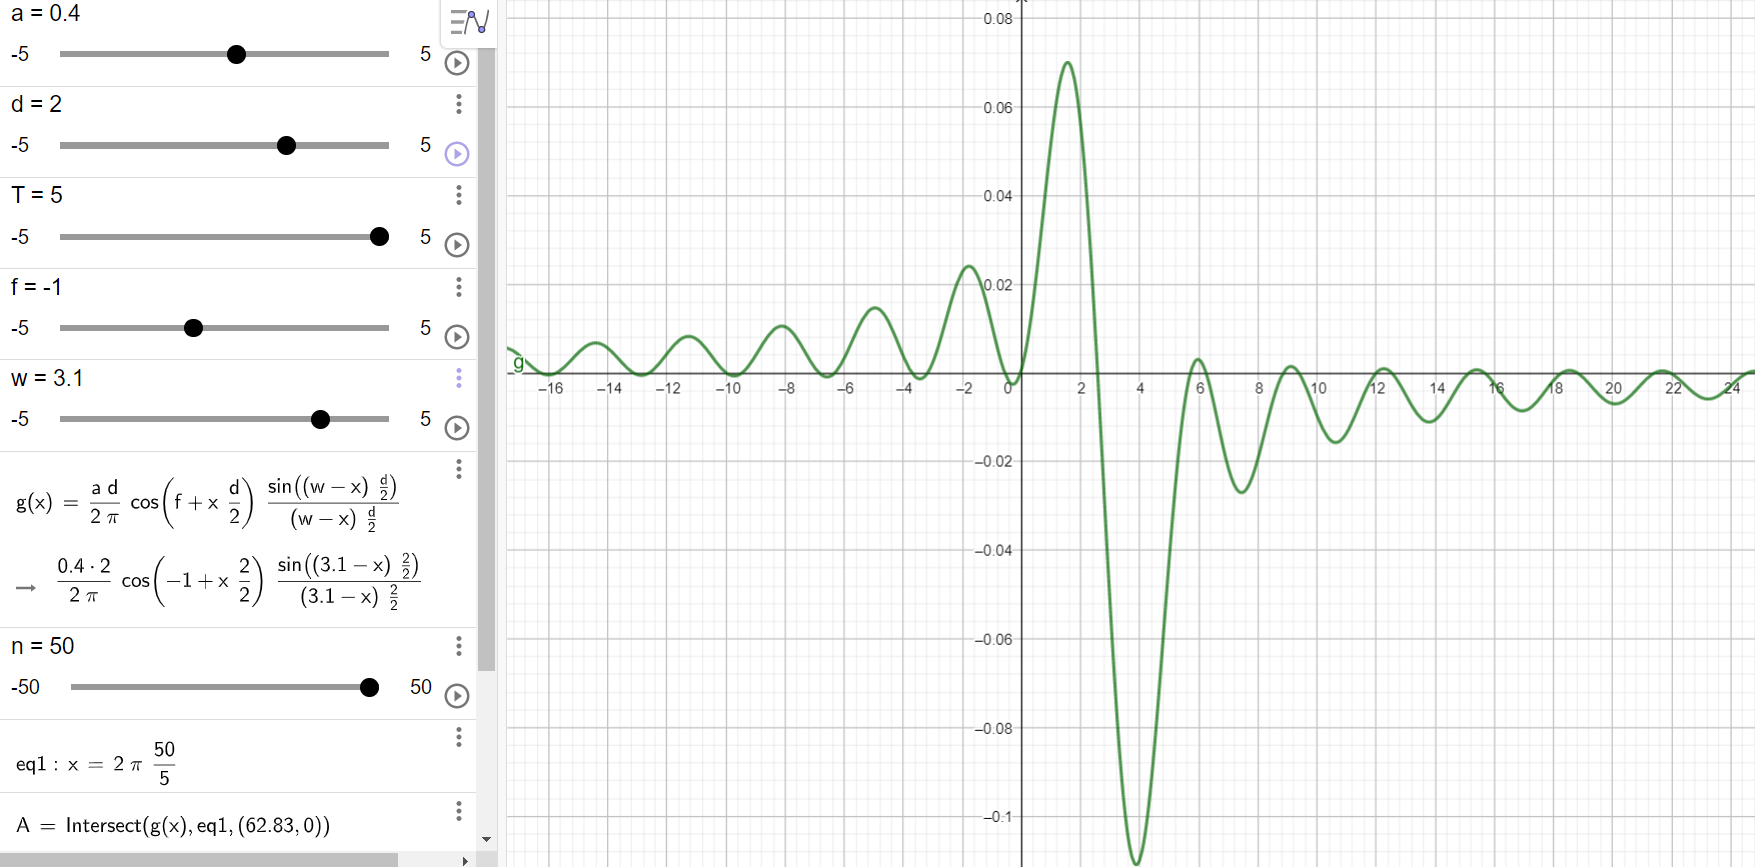 a = 0.4
-5 5
d = 2
-5 5
T = 5
-5 5
f = -1
-5 5
w = 3.1
-5 5
g(x) = a d / 2 π cos(f + x d/2) sin((w − x) d/2) / (w − x) d/2
→ 0.4 · 2 / 2 π cos(−1 + x 2/2) sin((3.1 − x) 2/2) / (3.1 − x) 2/2
n = 50
-50 50
eq1 : x = 2 π 50/5
A = Intersect(g(x), eq1, (62.83, 0))
0.08
0.06
0.04
0.02
g
−16 −14 −12 −10 −8 −6 −4 −2 0 2 4 6 8 10 12 14 16 18 20 22 24
−0.02
−0.04
−0.06
−0.08
−0.1